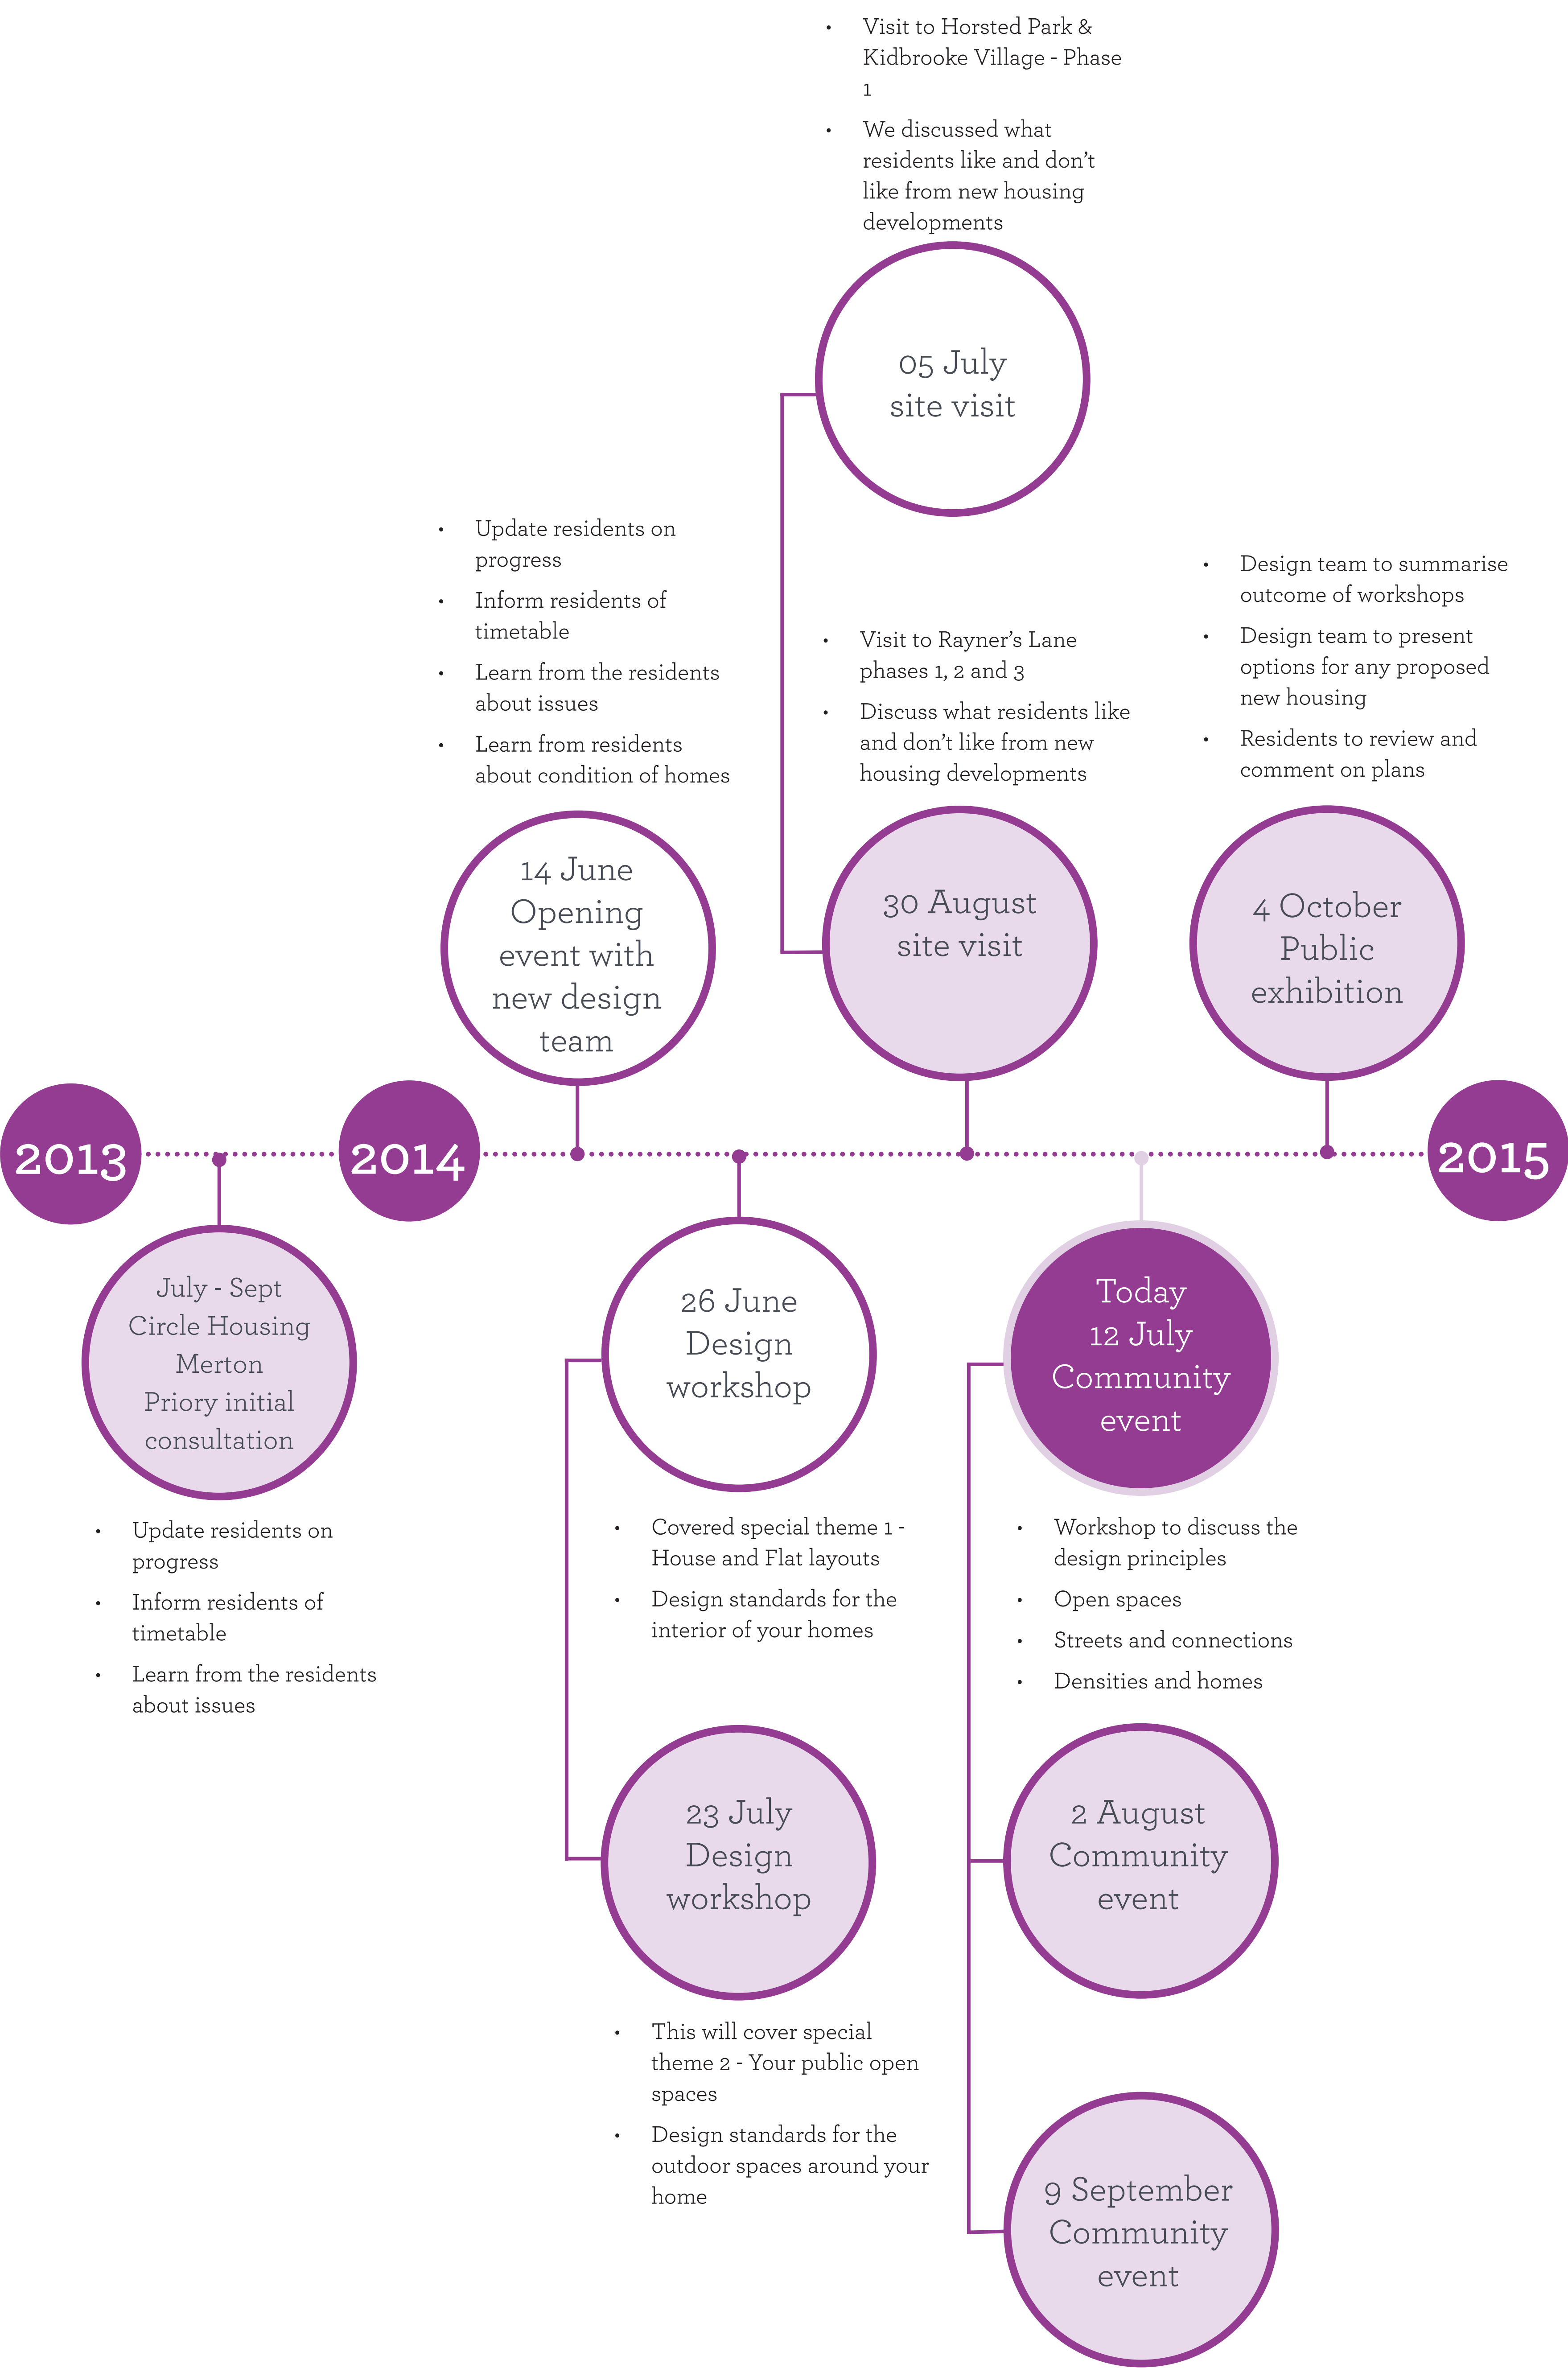 • Visit to Horsted Park &
Kidbrooke Village - Phase
1
• We discussed what
residents like and don’t
like from new housing
developments
05 July
site visit
• Update residents on
progress
• Inform residents of
timetable
• Learn from the residents
about issues
• Learn from residents
about condition of homes
14 June
Opening
event with
new design
team
• Visit to Rayner’s Lane
phases 1, 2 and 3
• Discuss what residents like
and don’t like from new
housing developments
30 August
site visit
• Design team to summarise
outcome of workshops
• Design team to present
options for any proposed
new housing
• Residents to review and
comment on plans
4 October
Public
exhibition
2013
2014
2015
July - Sept
Circle Housing
Merton
Priory initial
consultation
• Update residents on
progress
• Inform residents of
timetable
• Learn from the residents
about issues
26 June
Design
workshop
• Covered special theme 1 -
House and Flat layouts
• Design standards for the
interior of your homes
23 July
Design
workshop
• This will cover special
theme 2 - Your public open
spaces
• Design standards for the
outdoor spaces around your
home
Today
12 July
Community
event
• Workshop to discuss the
design principles
• Open spaces
• Streets and connections
• Densities and homes
2 August
Community
event
9 September
Community
event